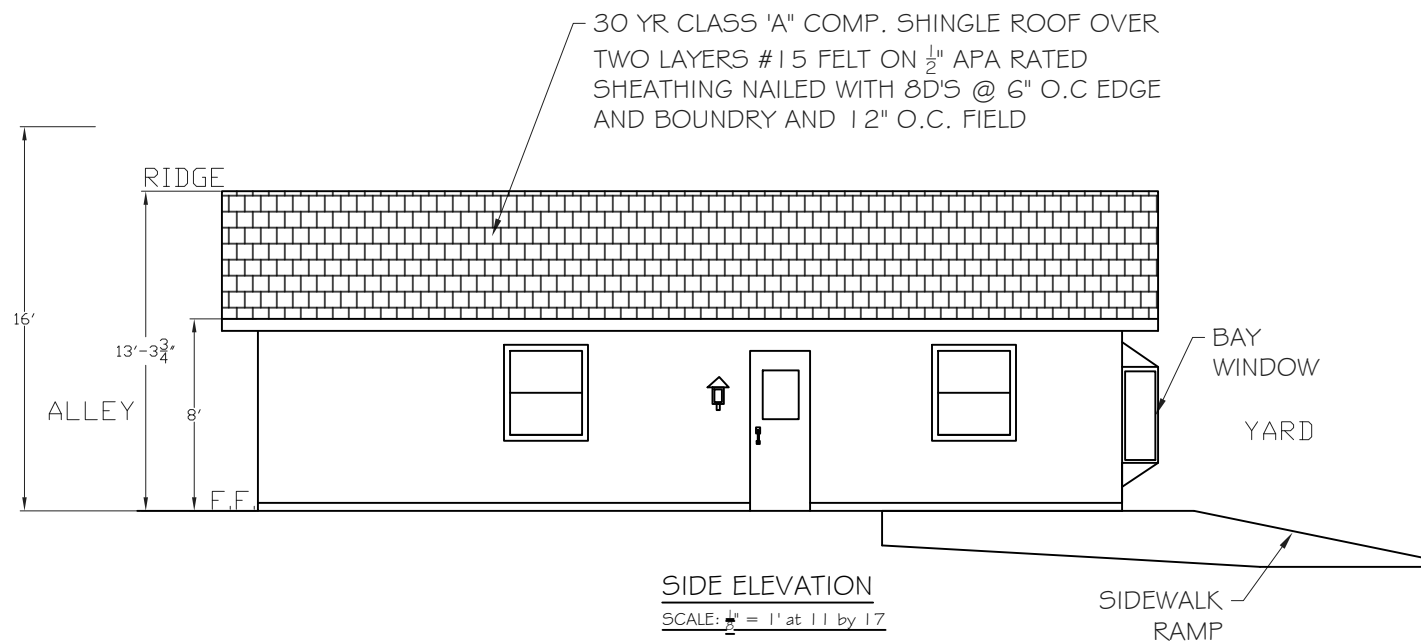 30 YR CLASS 'A" COMP. SHINGLE ROOF OVER
TWO LAYERS #15 FELT ON 1/2" APA RATED
SHEATHING NAILED WITH 8D'S @ 6" O.C EDGE
AND BOUNDRY AND 12" O.C. FIELD
RIDGE
16'
13'-3 3/4"
8'
ALLEY
F.F.
BAY
WINDOW
YARD
SIDE ELEVATION
SCALE: 1/8" = 1' at 11 by 17
SIDEWALK
RAMP